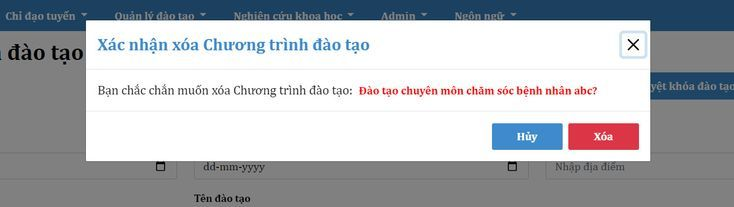 Chỉ đạo tuyến Quản lý đào tạo Nghiên cứu khoa học Admin Ngôn ngữ
đào tạo
Xác nhận xóa Chương trình đào tạo
Bạn chắc chắn muốn xóa Chương trình đào tạo: Đào tạo chuyên môn chăm sóc bệnh nhân abc?
khóa đào tạo
Hủy Xóa
dd-mm-yyyy Nhập địa điểm
Tên đào tạo